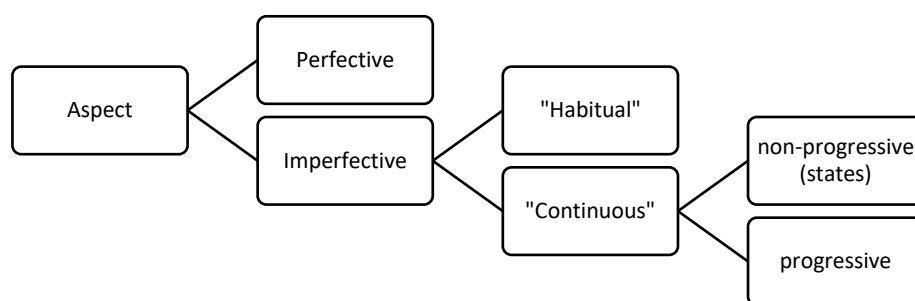 Aspect
Perfective
Imperfective
"Habitual"
"Continuous"
non-progressive
(states)
progressive